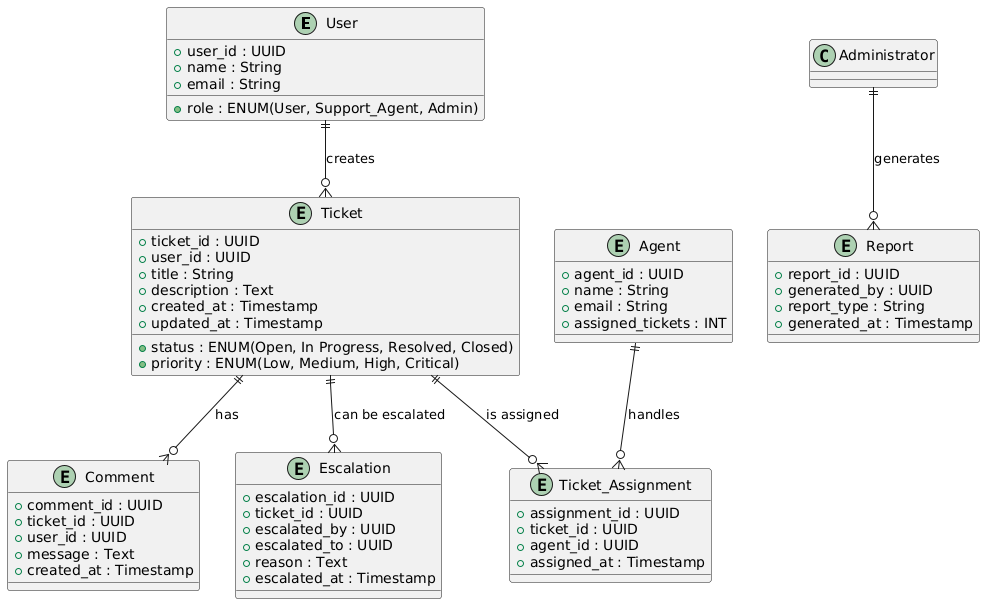 E User
user_id : UUID
name : String
email : String
role : ENUM(User, Support_Agent, Admin)
C Administrator
creates
generates
E Ticket
ticket_id : UUID
user_id : UUID
title : String
description : Text
created_at : Timestamp
updated_at : Timestamp
status : ENUM(Open, In Progress, Resolved, Closed)
priority : ENUM(Low, Medium, High, Critical)
E Agent
agent_id : UUID
name : String
email : String
assigned_tickets : INT
E Report
report_id : UUID
generated_by : UUID
report_type : String
generated_at : Timestamp
has
can be escalated
is assigned
handles
E Comment
comment_id : UUID
ticket_id : UUID
user_id : UUID
message : Text
created_at : Timestamp
E Escalation
escalation_id : UUID
ticket_id : UUID
escalated_by : UUID
escalated_to : UUID
reason : Text
escalated_at : Timestamp
E Ticket_Assignment
assignment_id : UUID
ticket_id : UUID
agent_id : UUID
assigned_at : Timestamp